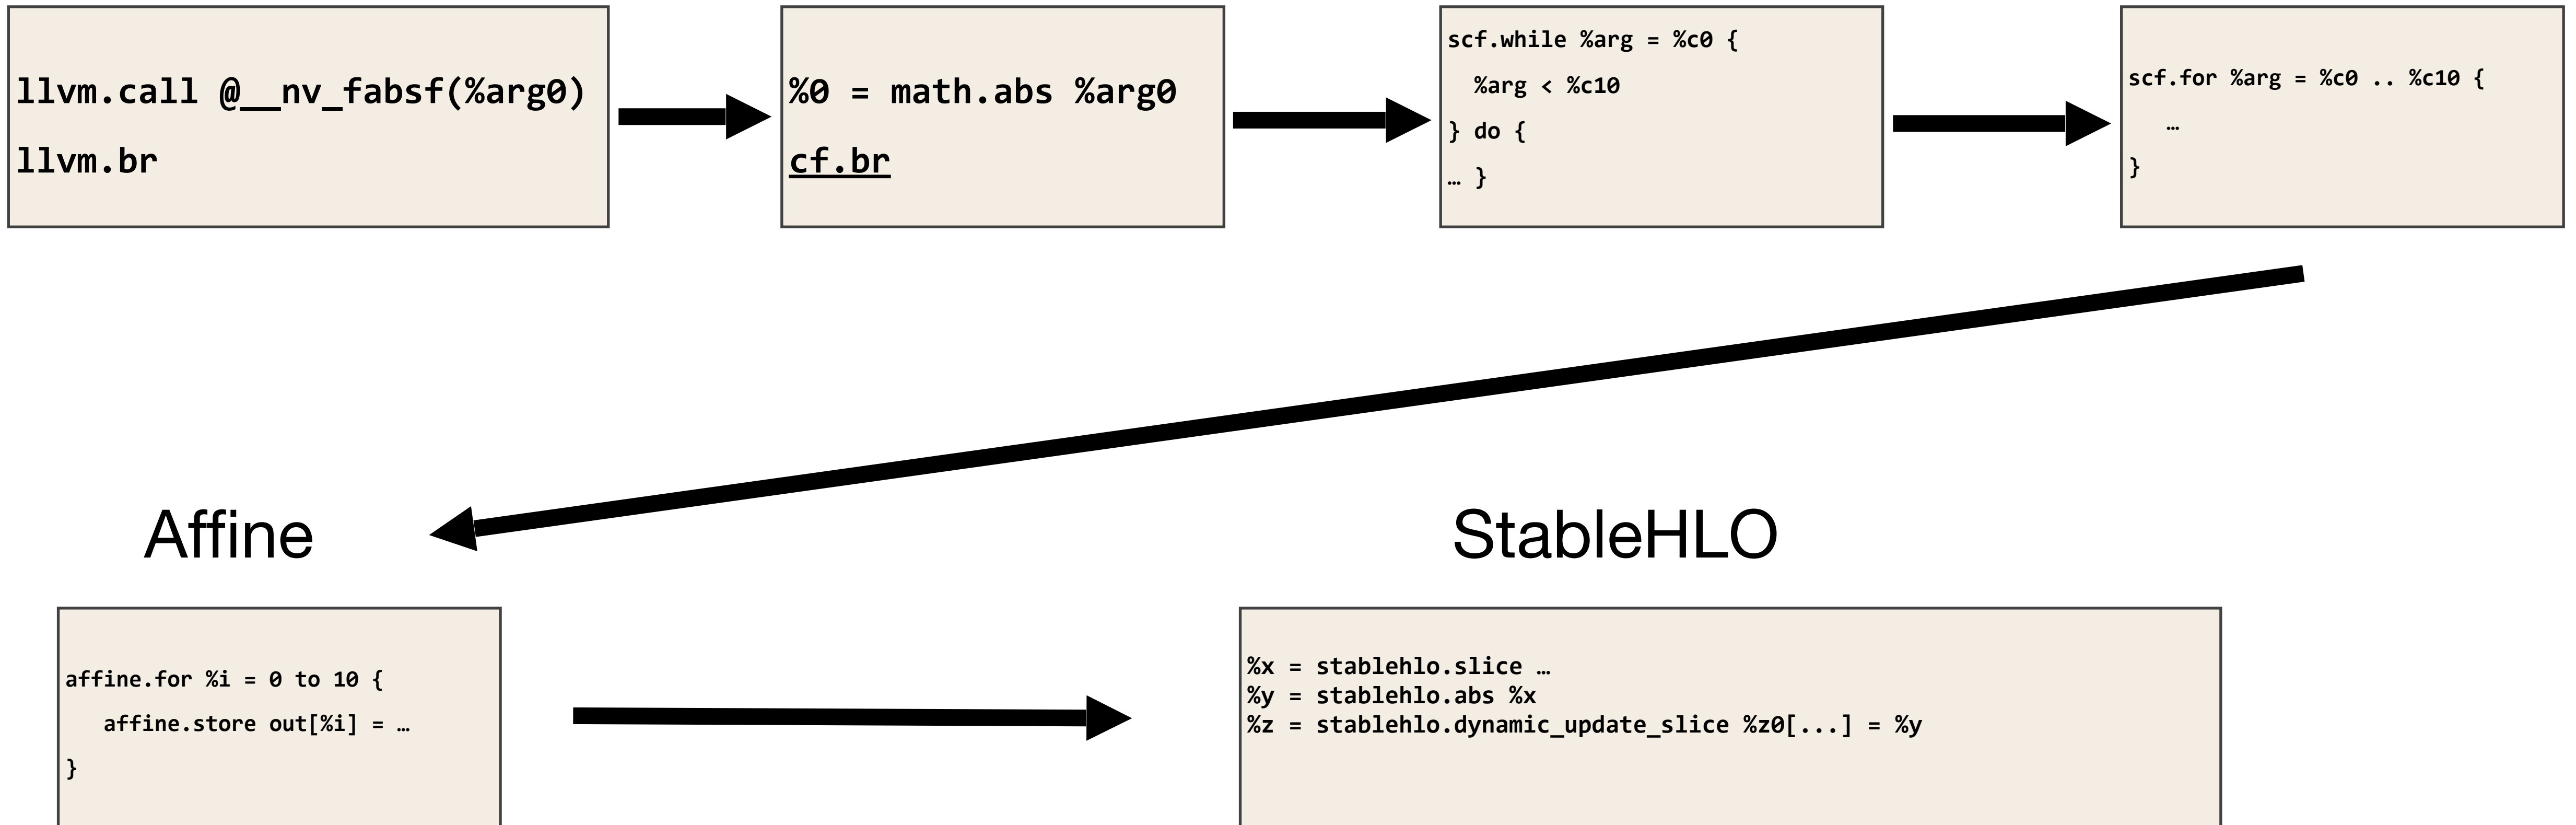 llvm.call @__nv_fabsf(%arg0)
llvm.br
%0 = math.abs %arg0
cf.br
scf.while %arg = %c0 {
%arg < %c10
} do {
… }
scf.for %arg = %c0 .. %c10 {
…
}
Affine
affine.for %i = 0 to 10 {
affine.store out[%i] = …
}
StableHLO
%x = stablehlo.slice …
%y = stablehlo.abs %x
%z = stablehlo.dynamic_update_slice %z0[...] = %y